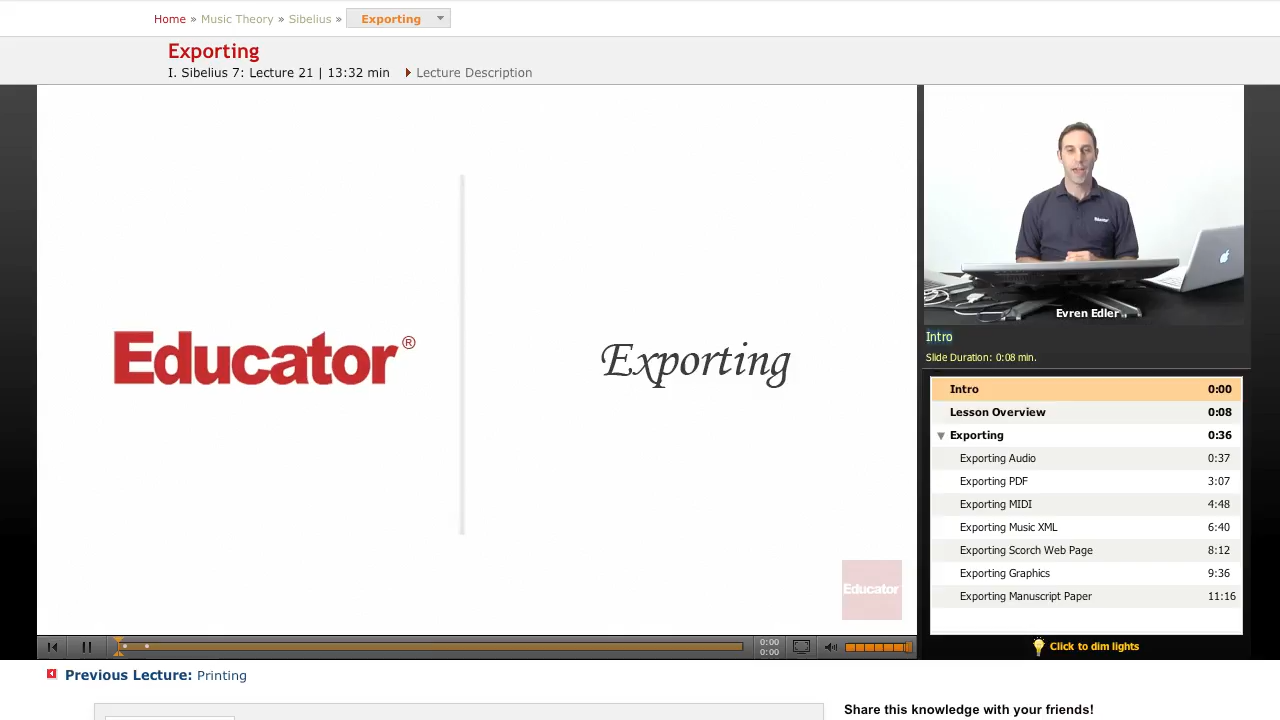 Home » Music Theory » Sibelius » Exporting
Exporting
I. Sibelius 7: Lecture 21 | 13:32 min Lecture Description
Educator®
Exporting
Educator
Educator
Evren Edler
Intro
Slide Duration: 0:08 min.
Intro 0:00
Lesson Overview 0:08
Exporting 0:36
Exporting Audio 0:37
Exporting PDF 3:07
Exporting MIDI 4:48
Exporting Music XML 6:40
Exporting Scorch Web Page 8:12
Exporting Graphics 9:36
Exporting Manuscript Paper 11:16
0:00
0:00
Click to dim lights
Previous Lecture: Printing
Share this knowledge with your friends!